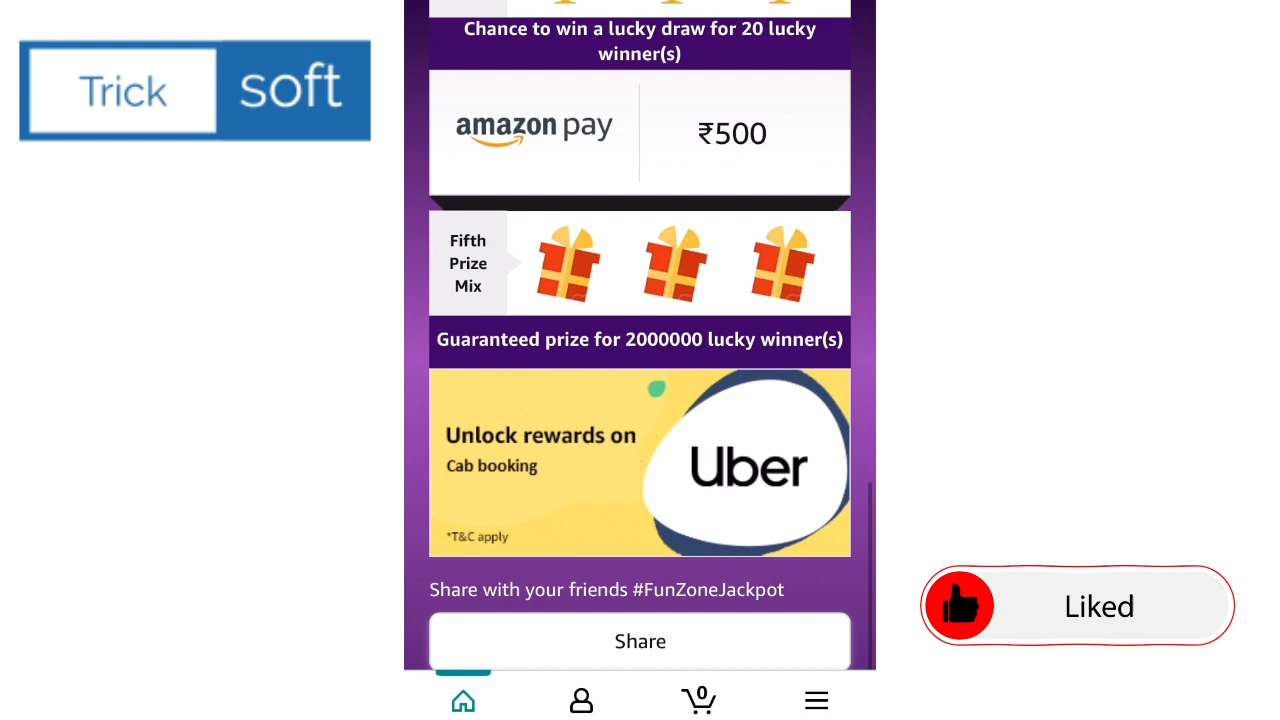 Trick soft
Chance to win a lucky draw for 20 lucky
winner(s)
amazon pay
₹500
Fifth
Prize
Mix
Guaranteed prize for 2000000 lucky winner(s)
Unlock rewards on
Cab booking
Uber
*T&C apply
Share with your friends #FunZoneJackpot
Liked
Share
0